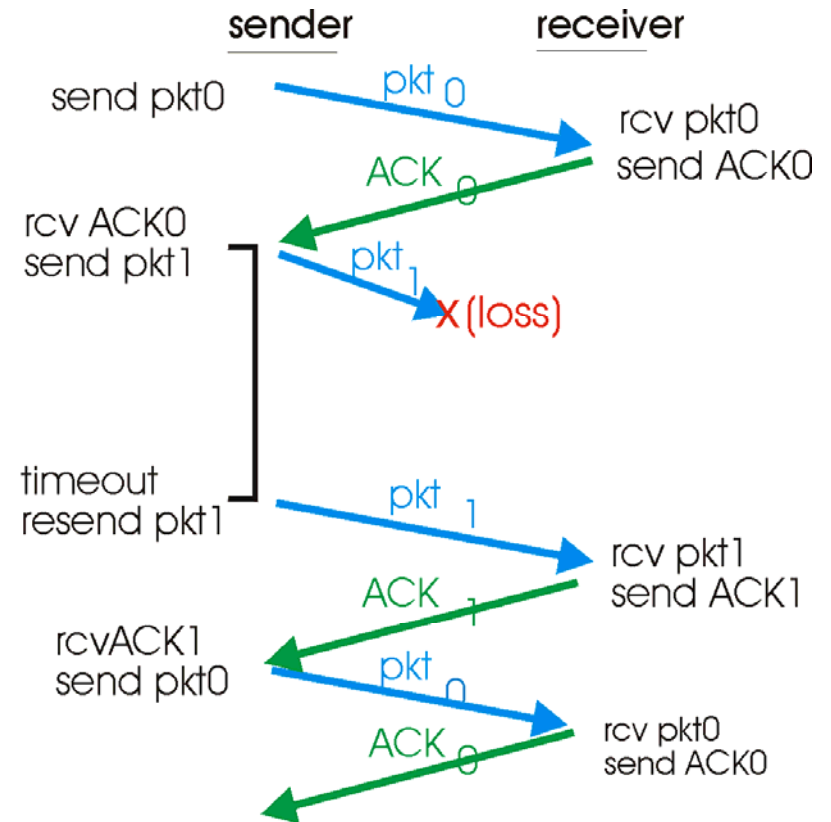 sender
receiver
send pkt0
pkt 0
rcv pkt0
send ACK0
ACK 0
rcv ACK0
send pkt1
pkt 1
X (loss)
timeout
resend pkt1
pkt 1
rcv pkt1
send ACK1
ACK 1
rcvACK1
send pkt0
pkt 0
rcv pkt0
send ACK0
ACK 0